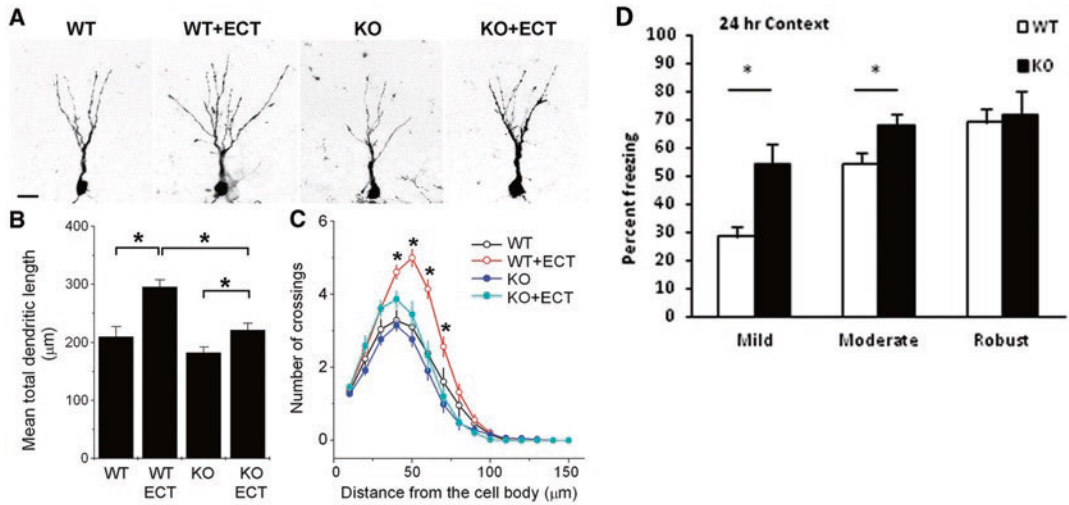 A
WT
WT+ECT
KO
KO+ECT
B
Mean total dendritic length
(μm)
400
300
200
100
0
*
*
*
WT
WT
ECT
KO
KO
ECT
C
Number of crossings
6
4
2
0
*
*
*
*
WT
WT+ECT
KO
KO+ECT
0
50
100
150
Distance from the cell body (μm)
D
24 hr Context
WT
KO
Percent freezing
100
90
80
70
60
50
40
30
20
10
0
*
*
Mild
Moderate
Robust